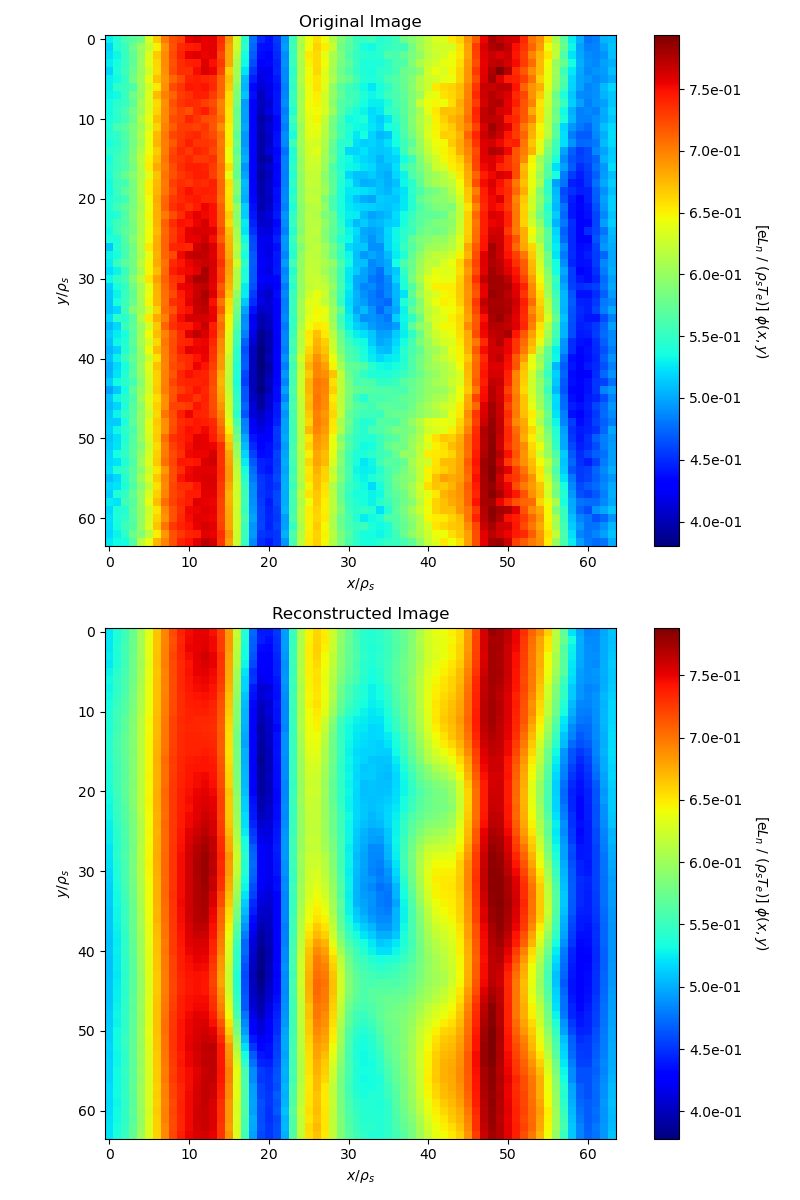 Original Image
0
10
20
30
40
50
60
y/ρₛ
0 10 20 30 40 50 60
x/ρₛ
7.5e-01
7.0e-01
6.5e-01
6.0e-01
5.5e-01
5.0e-01
4.5e-01
4.0e-01
[eLₙ / (ρₛTₑ)] ϕ(x, y)
Reconstructed Image
0
10
20
30
40
50
60
y/ρₛ
0 10 20 30 40 50 60
x/ρₛ
7.5e-01
7.0e-01
6.5e-01
6.0e-01
5.5e-01
5.0e-01
4.5e-01
4.0e-01
[eLₙ / (ρₛTₑ)] ϕ(x, y)